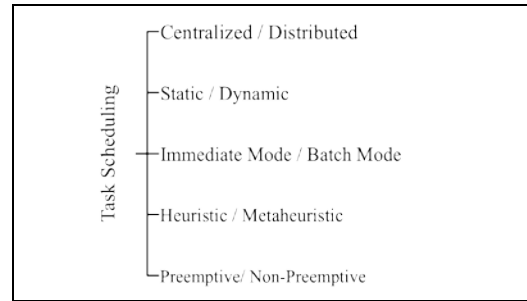 Task Scheduling
Centralized / Distributed
Static / Dynamic
Immediate Mode / Batch Mode
Heuristic / Metaheuristic
Preemptive/ Non-Preemptive